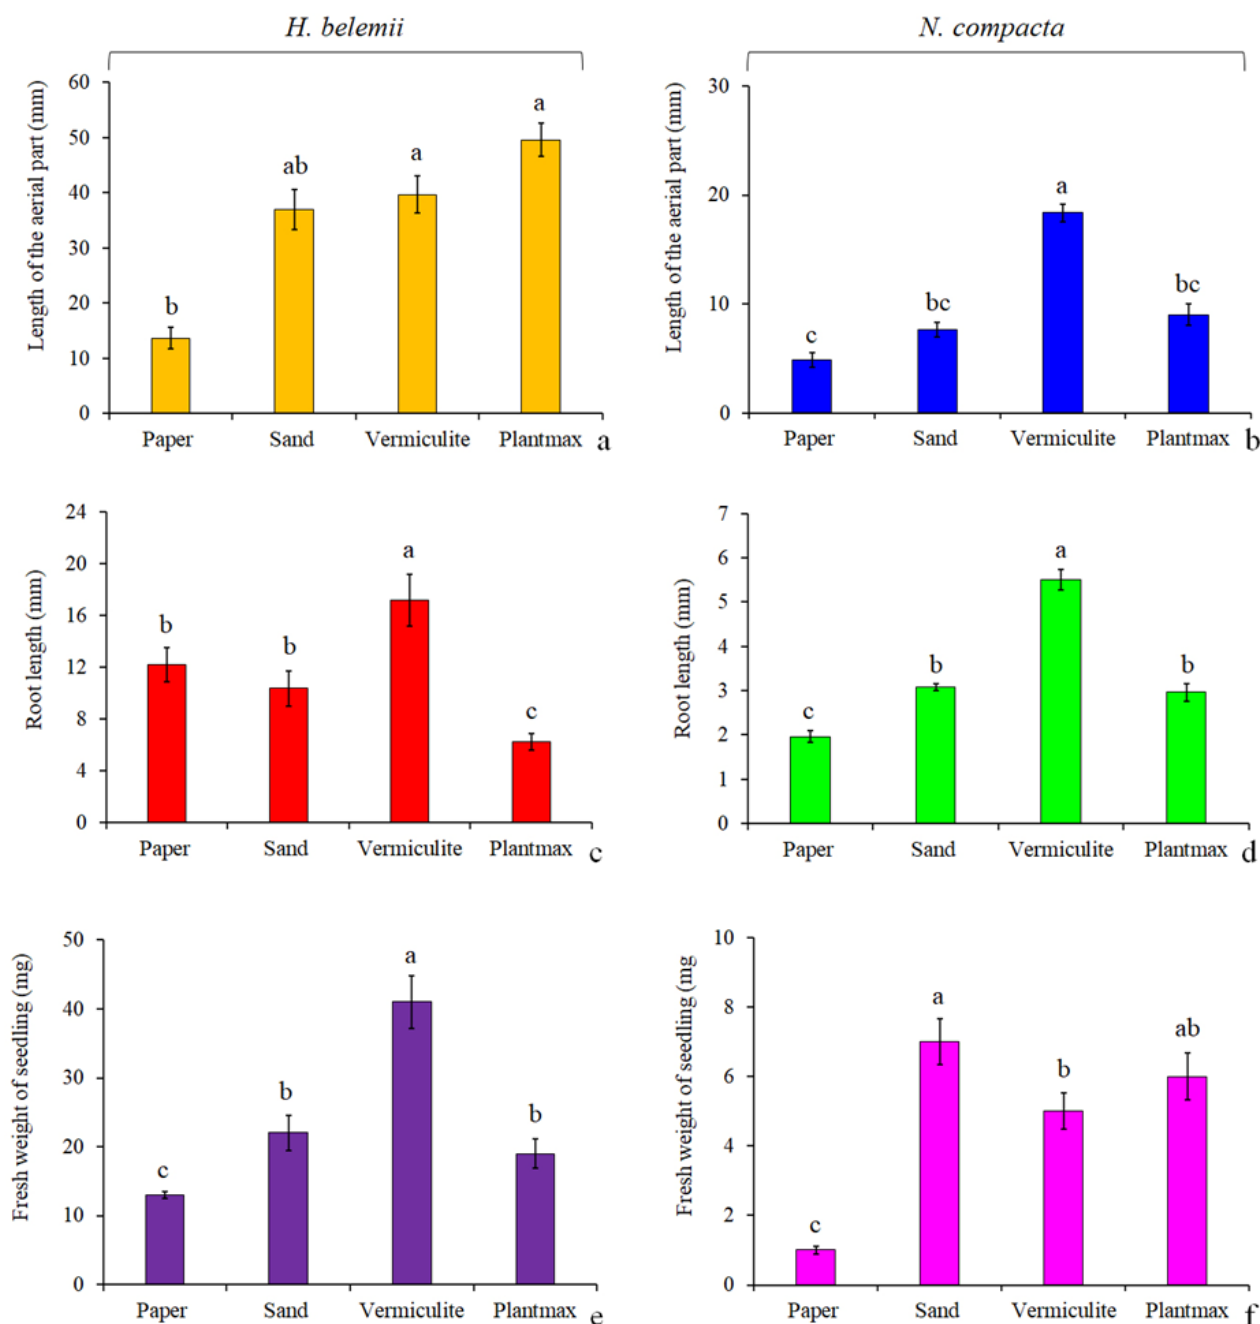 H. belemii
N. compacta
Length of the aerial part (mm)
60
50
40
30
20
10
0
b
ab
a
a
Paper Sand Vermiculite Plantmax
a
Length of the aerial part (mm)
30
20
10
0
c
bc
a
bc
Paper Sand Vermiculite Plantmax
b
Root length (mm)
24
20
16
12
8
4
0
b
b
a
c
Paper Sand Vermiculite Plantmax
c
Root length (mm)
7
6
5
4
3
2
1
0
c
b
a
b
Paper Sand Vermiculite Plantmax
d
Fresh weight of seedling (mg)
50
40
30
20
10
0
c
b
a
b
Paper Sand Vermiculite Plantmax
e
Fresh weight of seedling (mg
10
8
6
4
2
0
c
a
b
ab
Paper Sand Vermiculite Plantmax
f